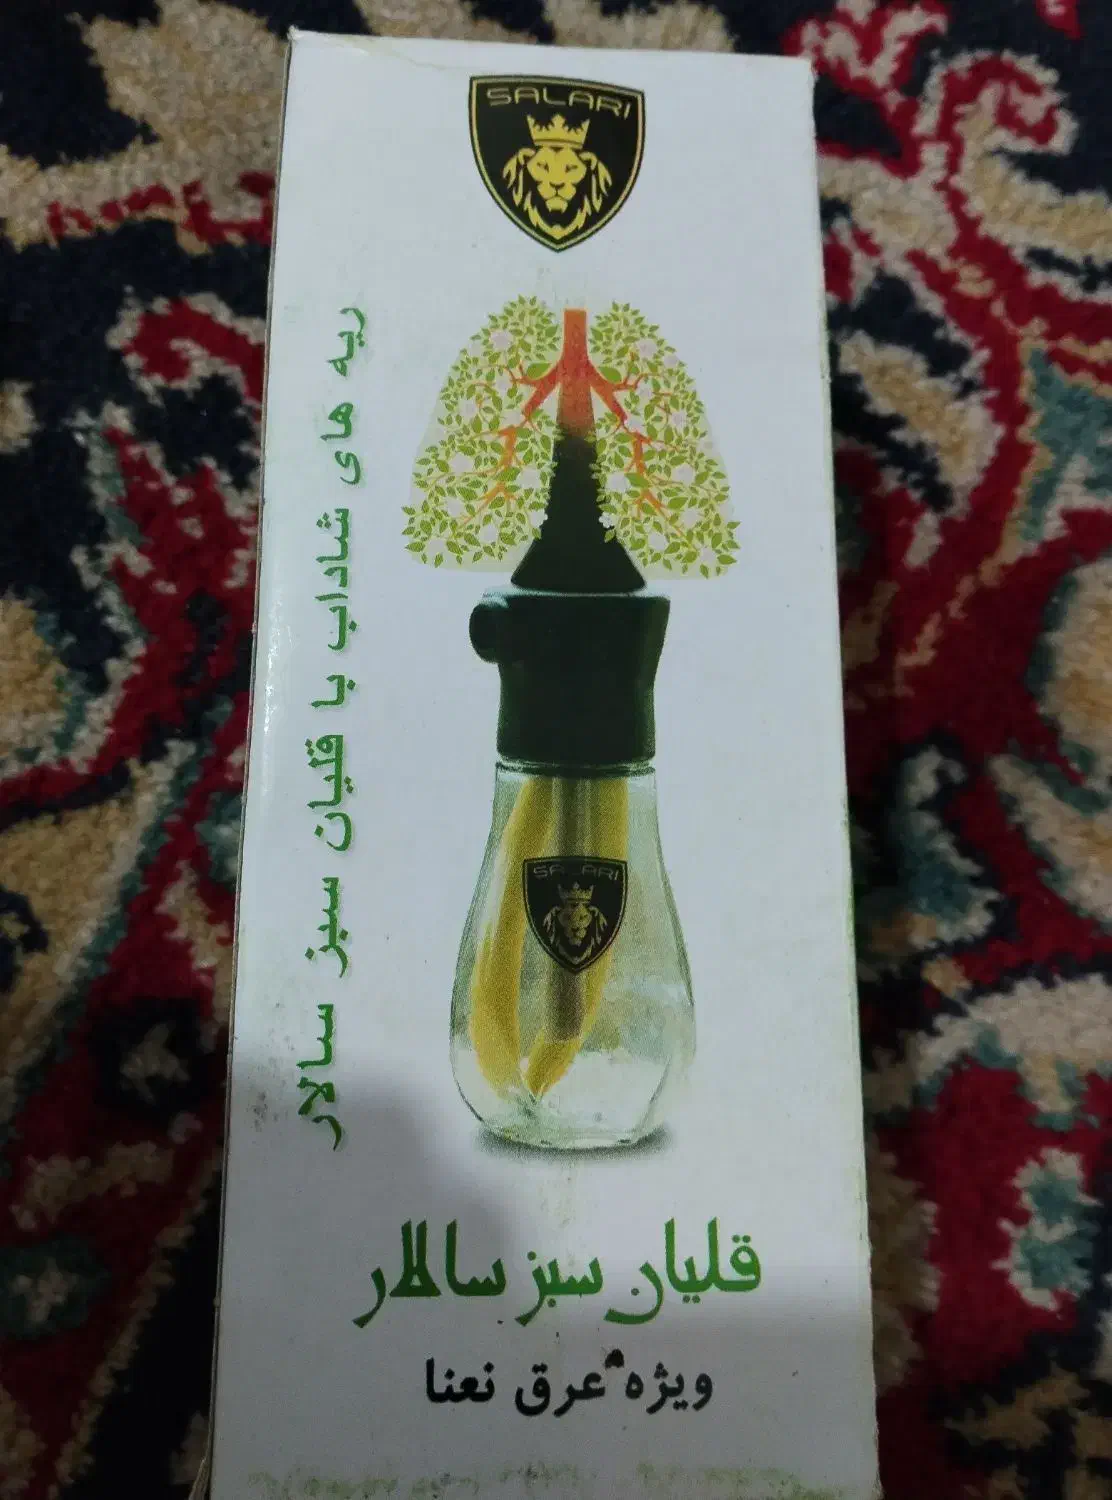 SALARI
ریه های شاداب با قلیان سبز سالار
SALARI
قلیان سبز سالار
ویژه عرق نعنا